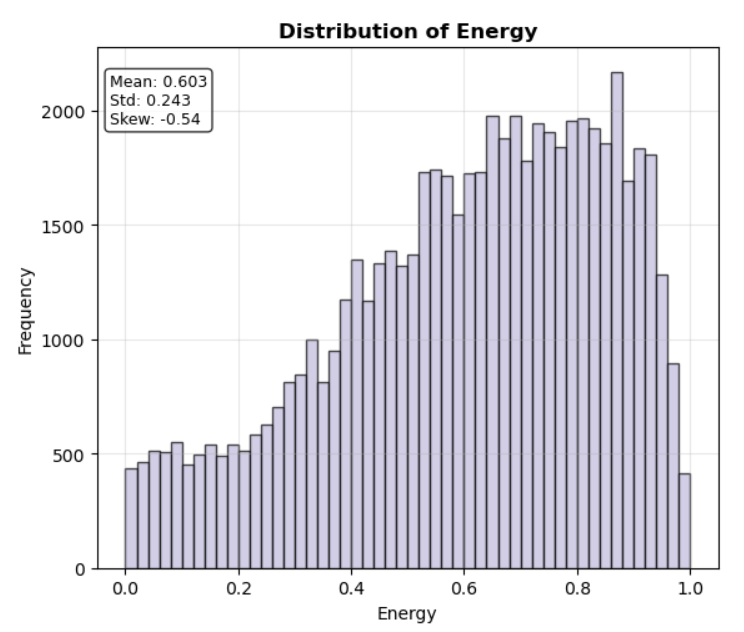 Distribution of Energy
Mean: 0.603
Std: 0.243
Skew: -0.54
2000
1500
1000
500
0
Frequency
0.0 0.2 0.4 0.6 0.8 1.0
Energy